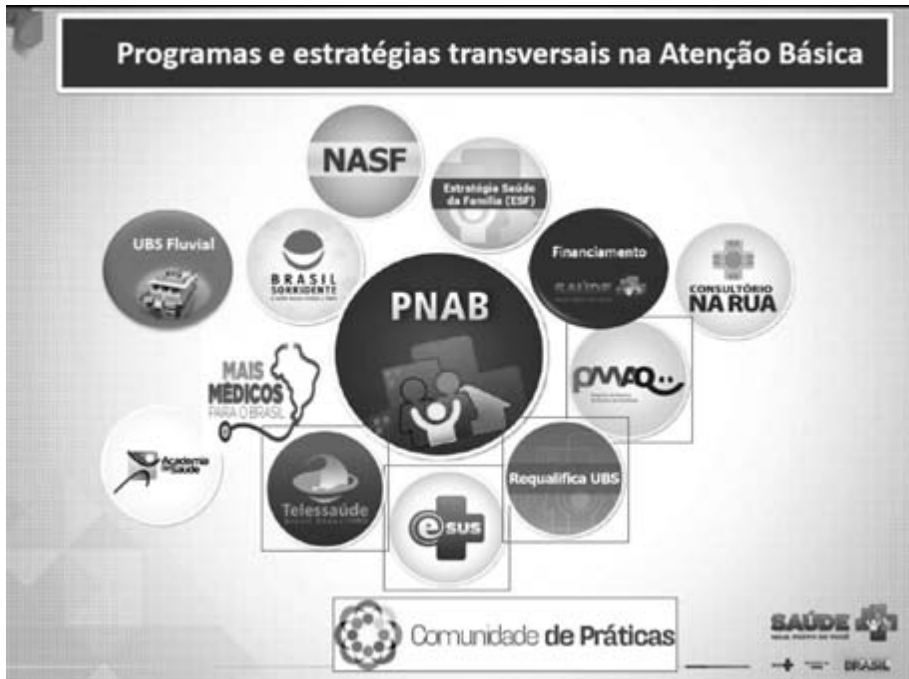 Programas e estratégias transversais na Atenção Básica
NASF
Estratégia Saúde
da Família (ESF)
UBS Fluvial
BRASIL
SORRIDENTE
Financiamento
SAÚDE
CONSULTÓRIO
NA RUA
PNAB
MAIS
MÉDICOS
PARA O BRASIL
PMAQ
Academia
da Saúde
Telessaúde
Requalifica UBS
e SUS
Comunidade de Práticas
SAÚDE
BRASIL